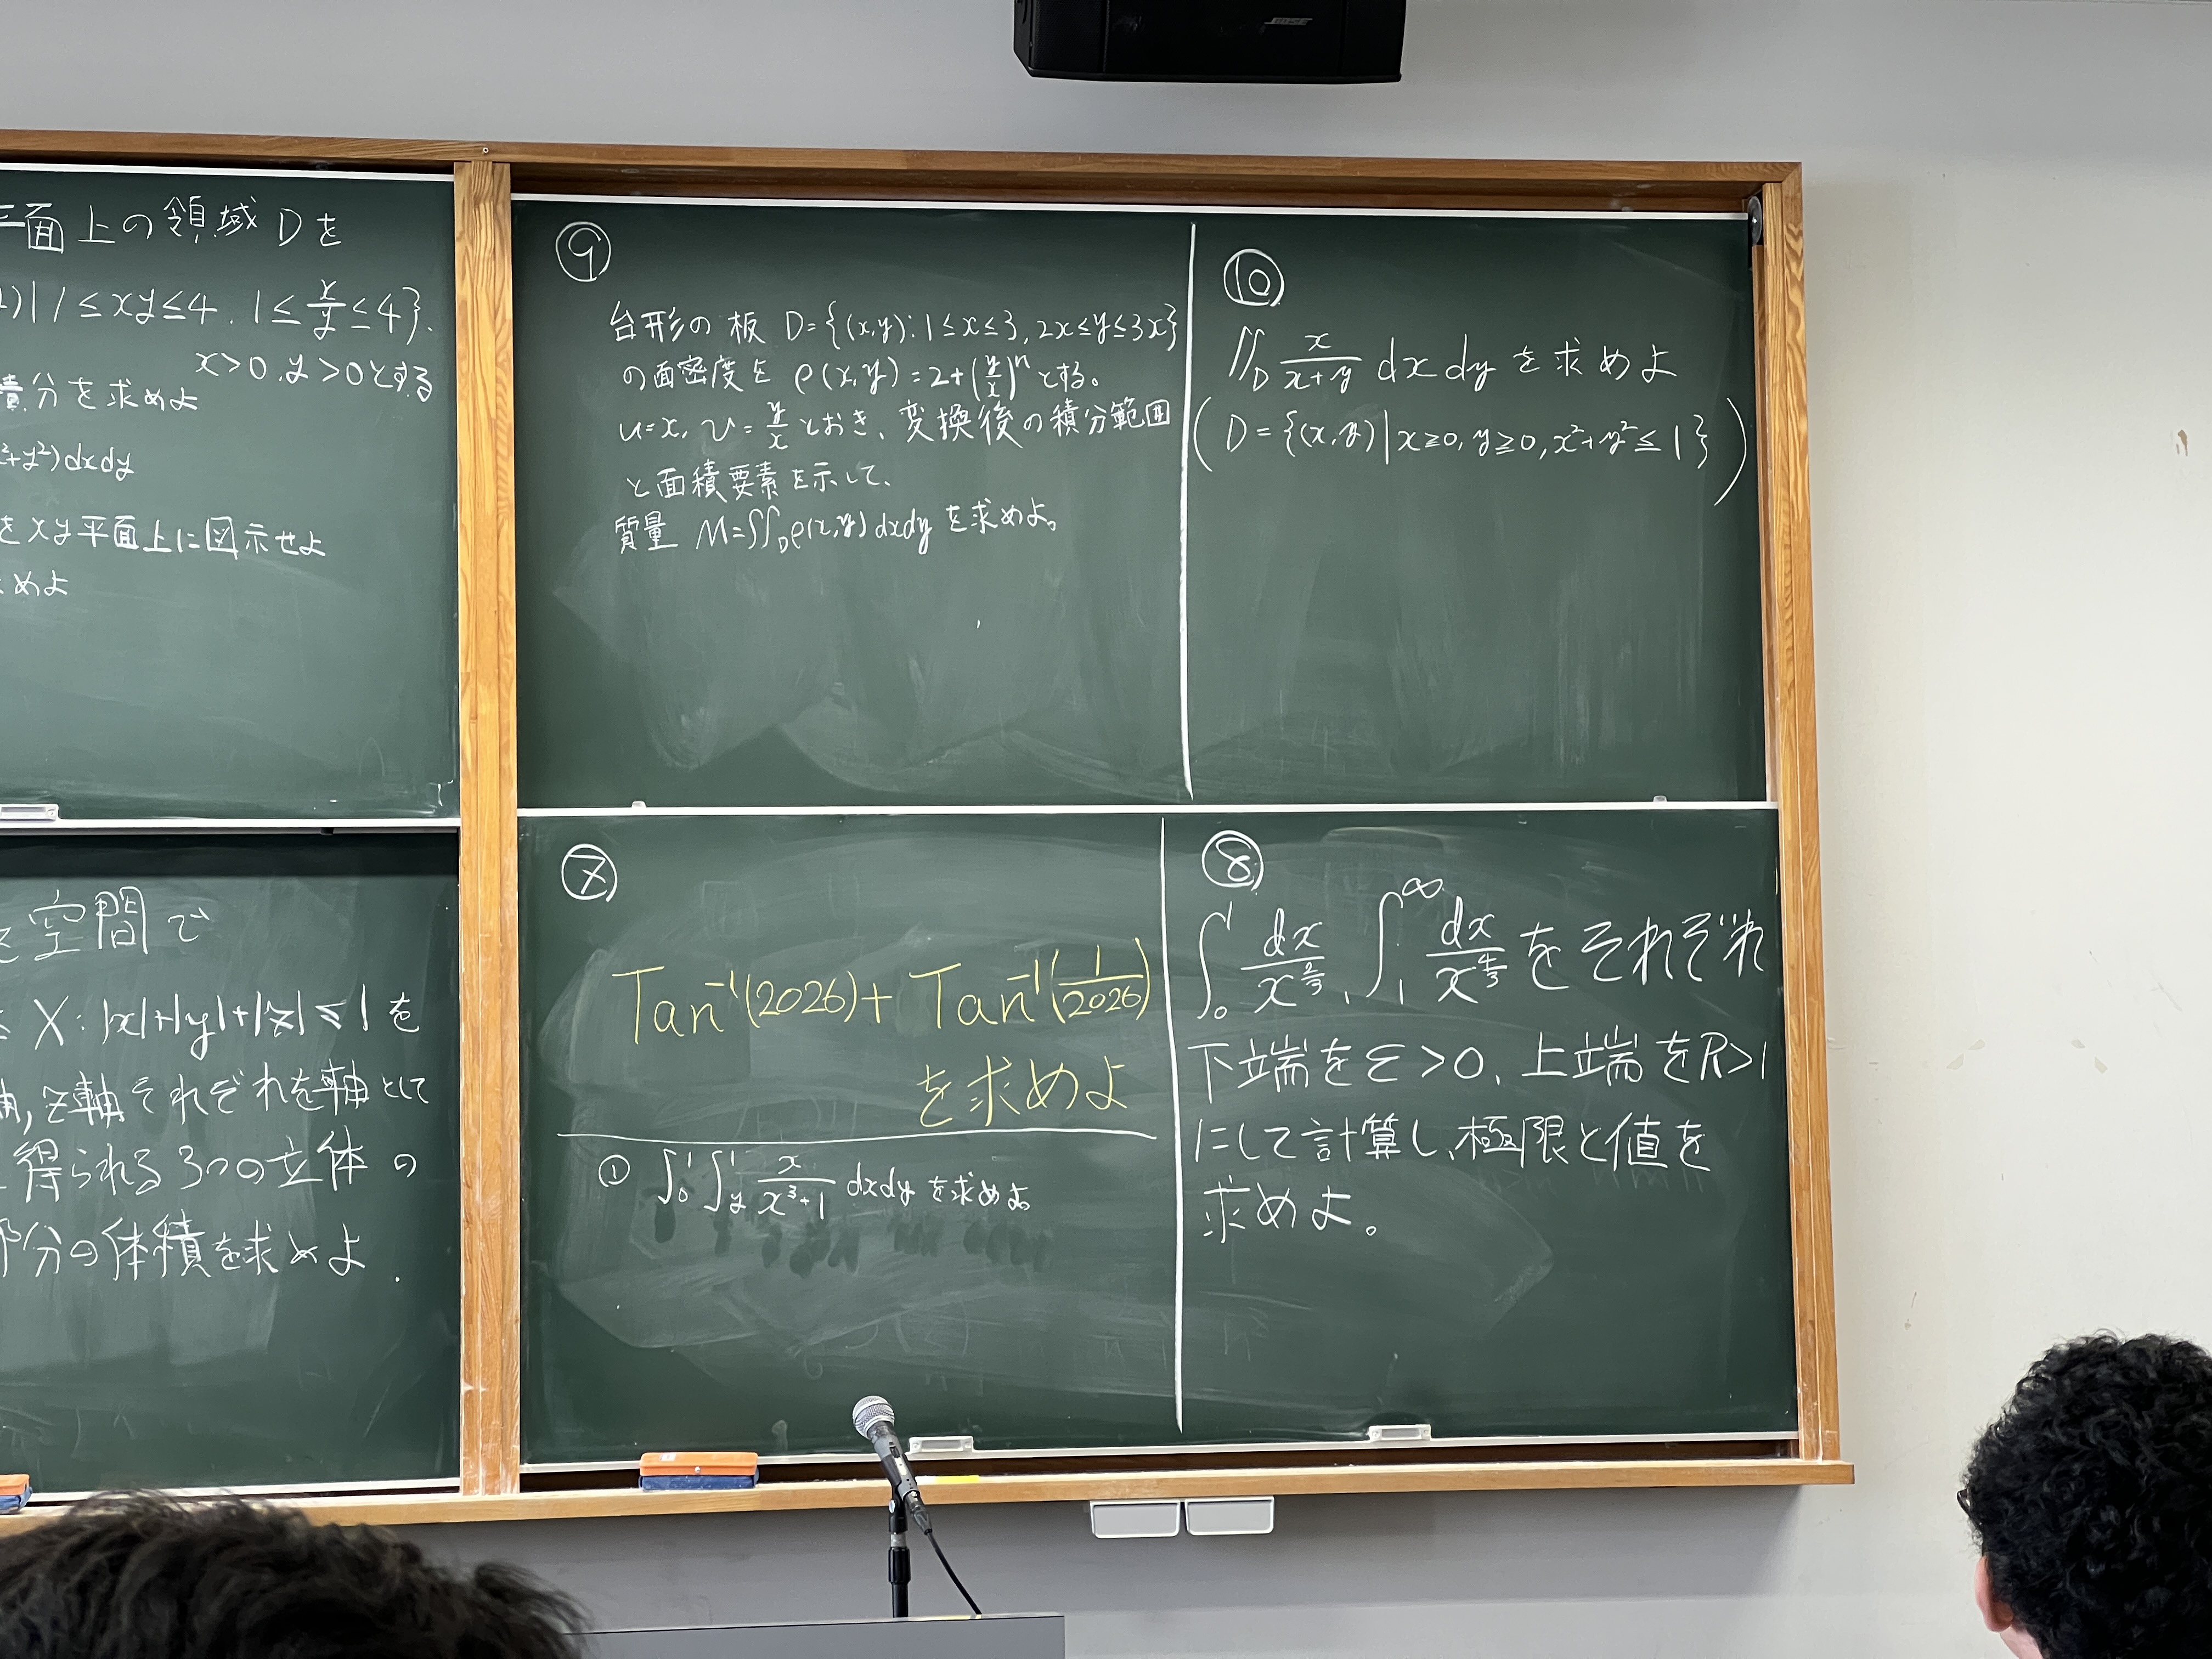 BOSE
平面上の領域 D を
)| 1 ≤ xy ≤ 4, 1 ≤ x/y ≤ 4}.
x>0, y>0とする
積分を求めよ
²+y²)dxdy
をxy平面上に図示せよ
めよ
⑨
台形の 板 D={(x,y): 1≤x≤3, 2x≤y≤3x}
の面密度を ρ(x,y)=2+(y/x)ⁿとする。
u=x, v=y/xとおき、変換後の積分範囲
と面積要素を示して、
質量 M=∬_D ρ(x,y)dxdy を求めよ。
⑩
∬_D x/(x+y) dxdy を求めよ
(D={(x,y)|x≥0, y≥0, x²+y²≤1})
空間で
X: |x|+|y|+|z|≤1 を
軸, z軸それぞれを軸として
得られる3つの立体の
部分の体積を求めよ.
⑦
Tan⁻¹(2026)+Tan⁻¹(1/2026)
を求めよ
① ∫₀¹∫_y¹ x/(x³+1) dxdy を求めよ。
⑧
∫₀¹ dx/x^(2/3), ∫₁^∞ dx/x^(4/3) をそれぞれ
下端をε>0, 上端をR>1
にして計算し、極限と値を
求めよ。